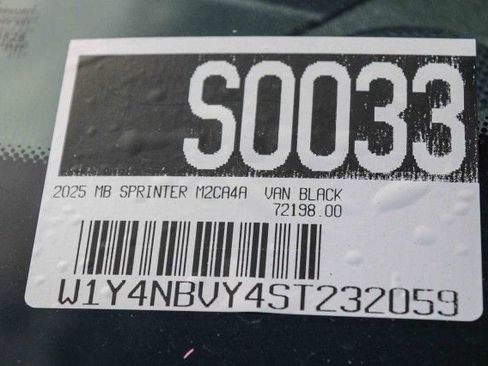 S0033
2025 MB SPRINTER M2CA4A VAN BLACK
72198.00
W1Y4NBVY4ST232059